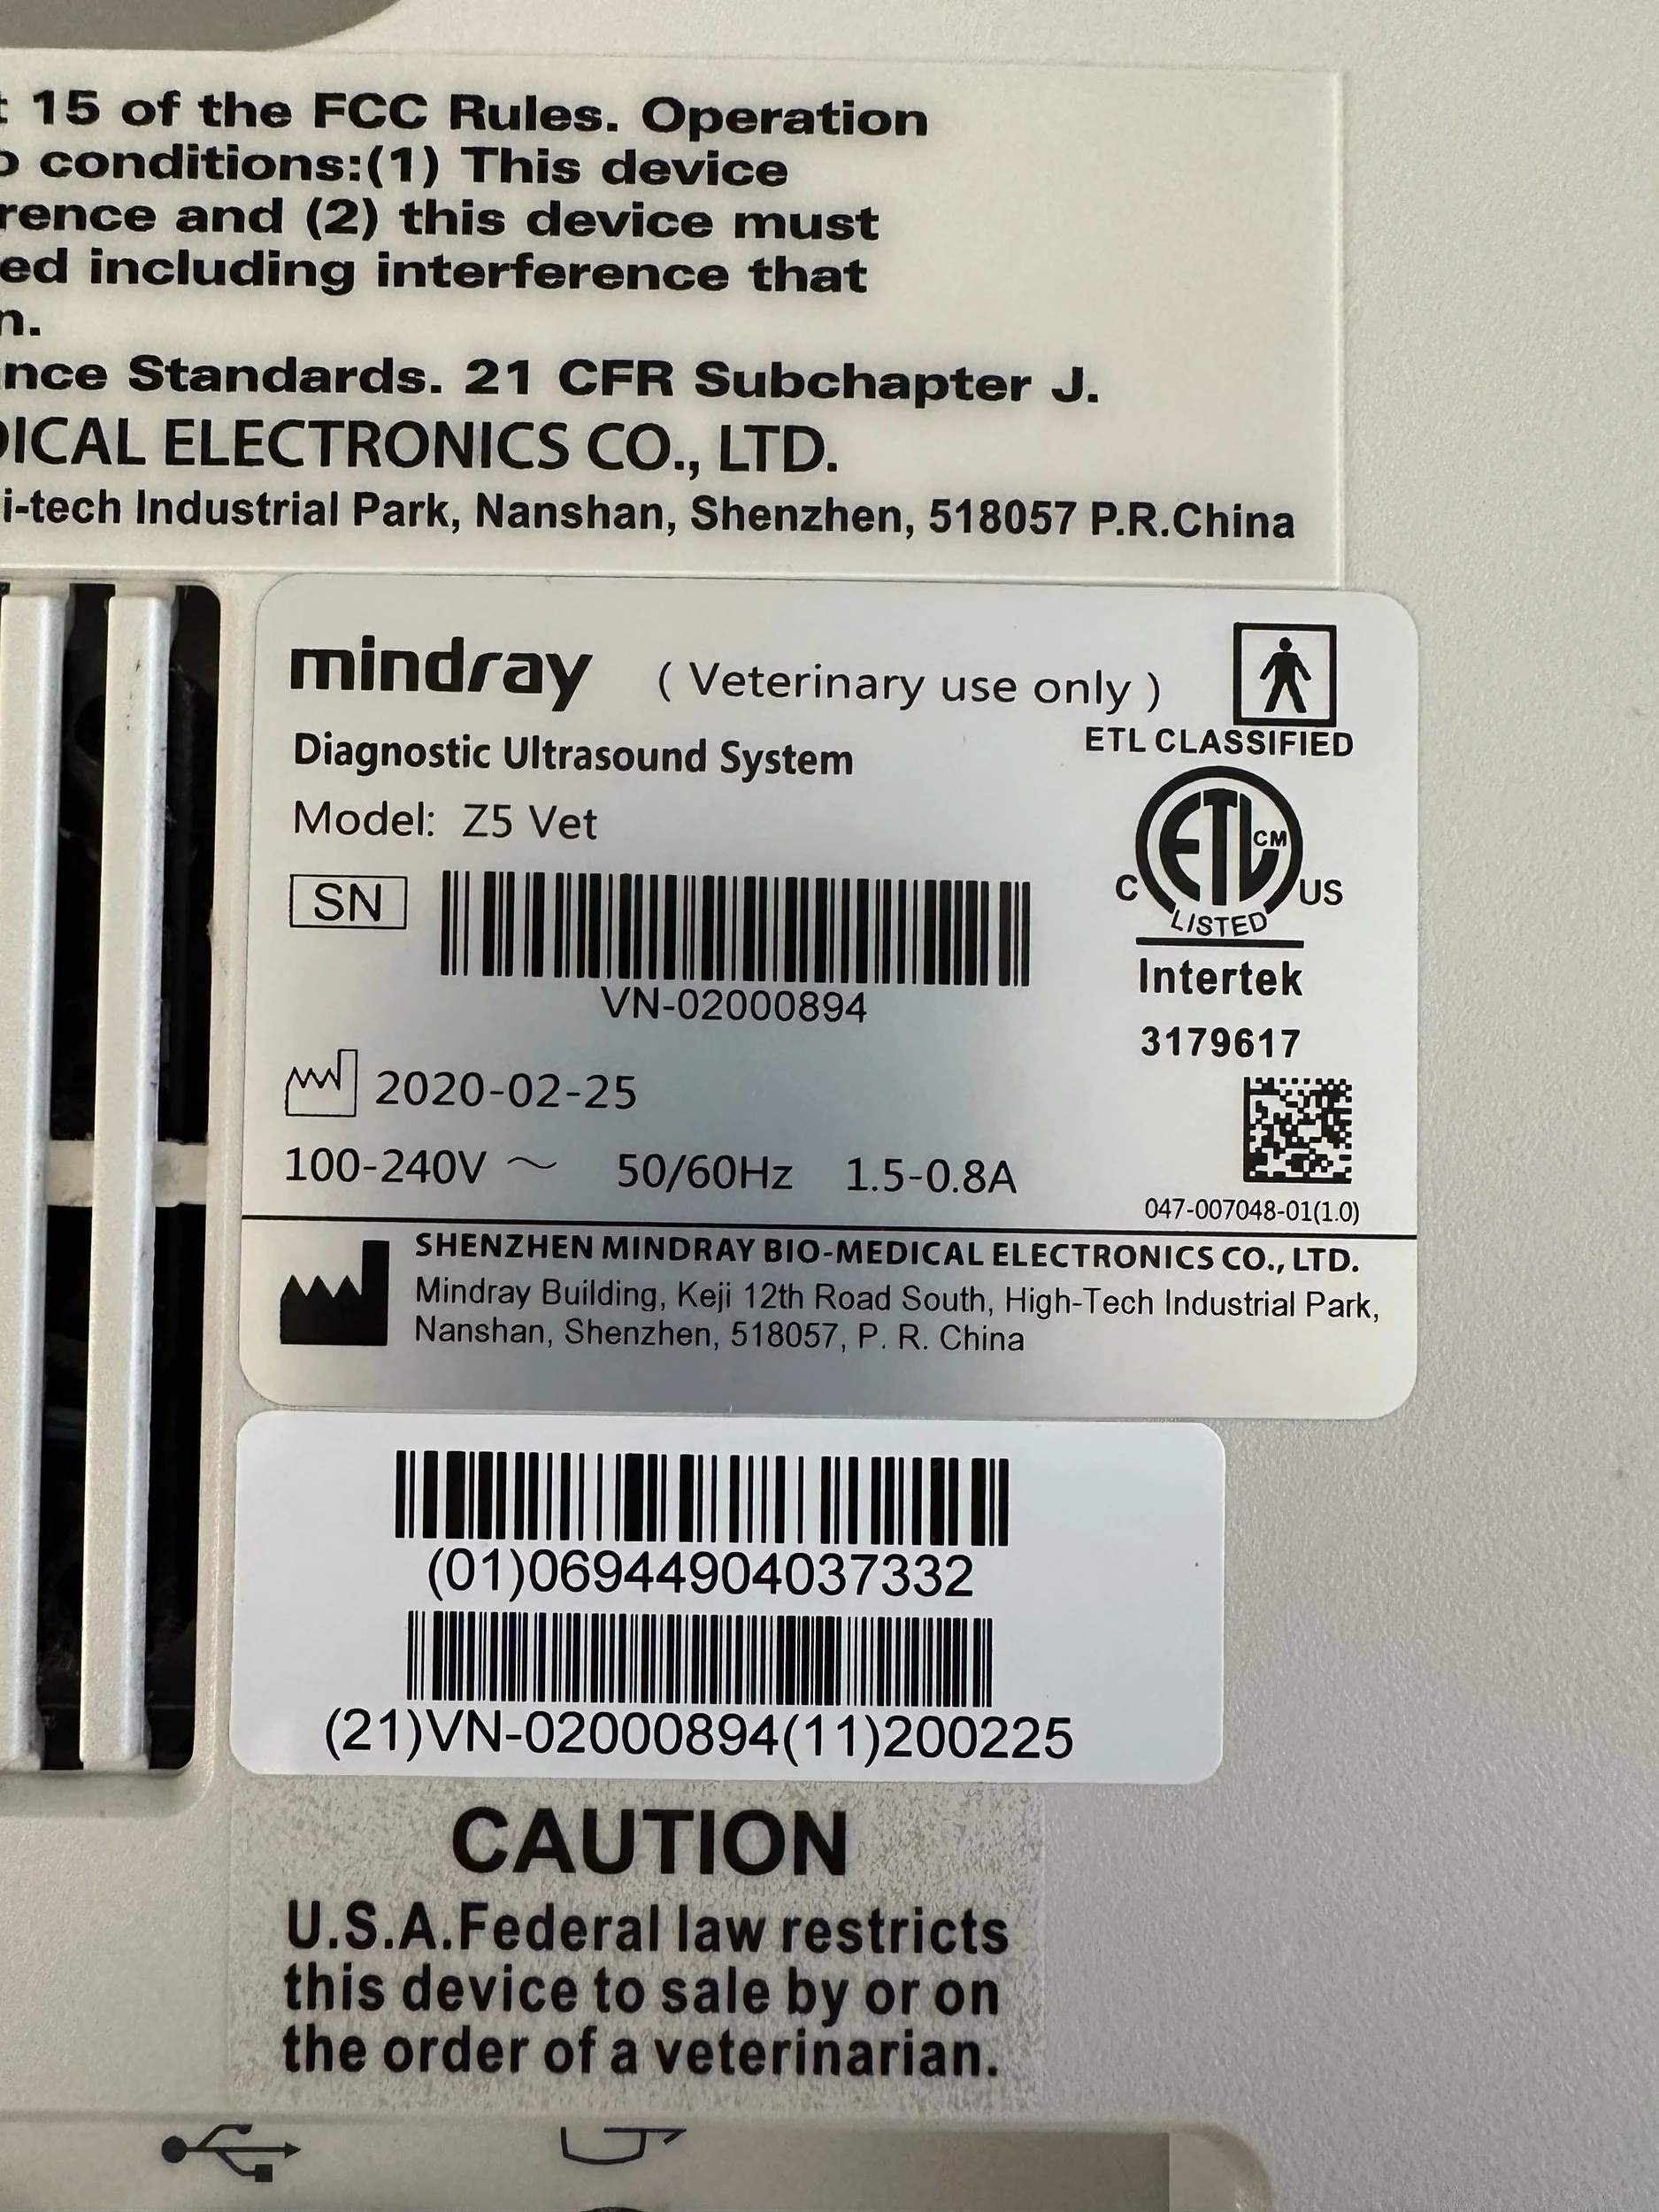 15 of the FCC Rules. Operation
conditions:(1) This device
and (2) this device must
including interference that
Standards. 21 CFR Subchapter J.
ELECTRONICS CO., LTD.
i-tech Industrial Park, Nanshan, Shenzhen, 518057 P.R.China
mindray ( Veterinary use only )
Diagnostic Ultrasound System
Model: Z5 Vet
SN
VN-02000894
2020-02-25
100-240V ~ 50/60Hz 1.5-0.8A
ETL CLASSIFIED
ETL CM
C US
LISTED
Intertek
3179617
047-007048-01(1.0)
SHENZHEN MINDRAY BIO-MEDICAL ELECTRONICS CO., LTD.
Mindray Building, Keji 12th Road South, High-Tech Industrial Park,
Nanshan, Shenzhen, 518057, P. R. China
(01)06944904037332
(21)VN-02000894(11)200225
CAUTION
U.S.A.Federal law restricts
this device to sale by or on
the order of a veterinarian.